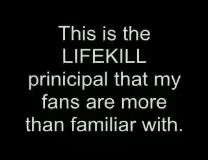 This is the
LIFEKILL
prinicipal that my
fans are more
than familiar with.